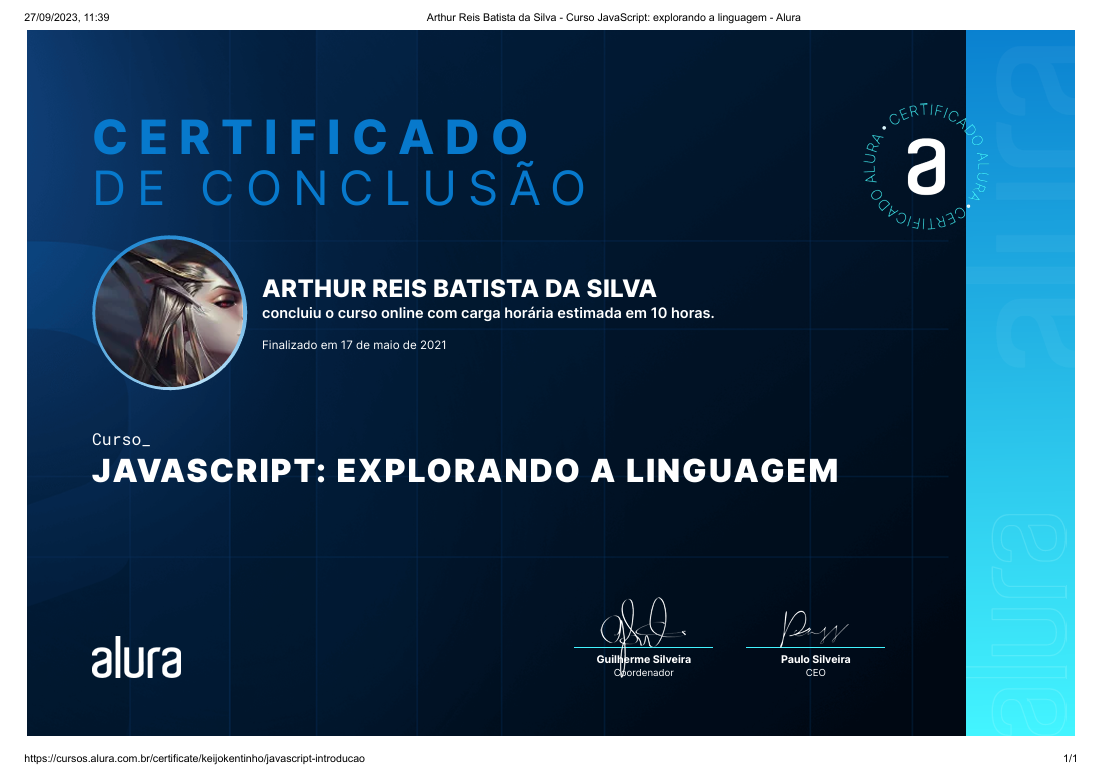 27/09/2023, 11:39
Arthur Reis Batista da Silva - Curso JavaScript: explorando a linguagem - Alura
CERTIFICADO
DE CONCLUSÃO
CERTIFICADO ALURA • CERTIFICADO ALURA •
a
ARTHUR REIS BATISTA DA SILVA
concluiu o curso online com carga horária estimada em 10 horas.
Finalizado em 17 de maio de 2021
Curso_
JAVASCRIPT: EXPLORANDO A LINGUAGEM
alura
Guilherme Silveira
Coordenador
Paulo Silveira
CEO
alura
alura
https://cursos.alura.com.br/certificate/keijokentinho/javascript-introducao
1/1